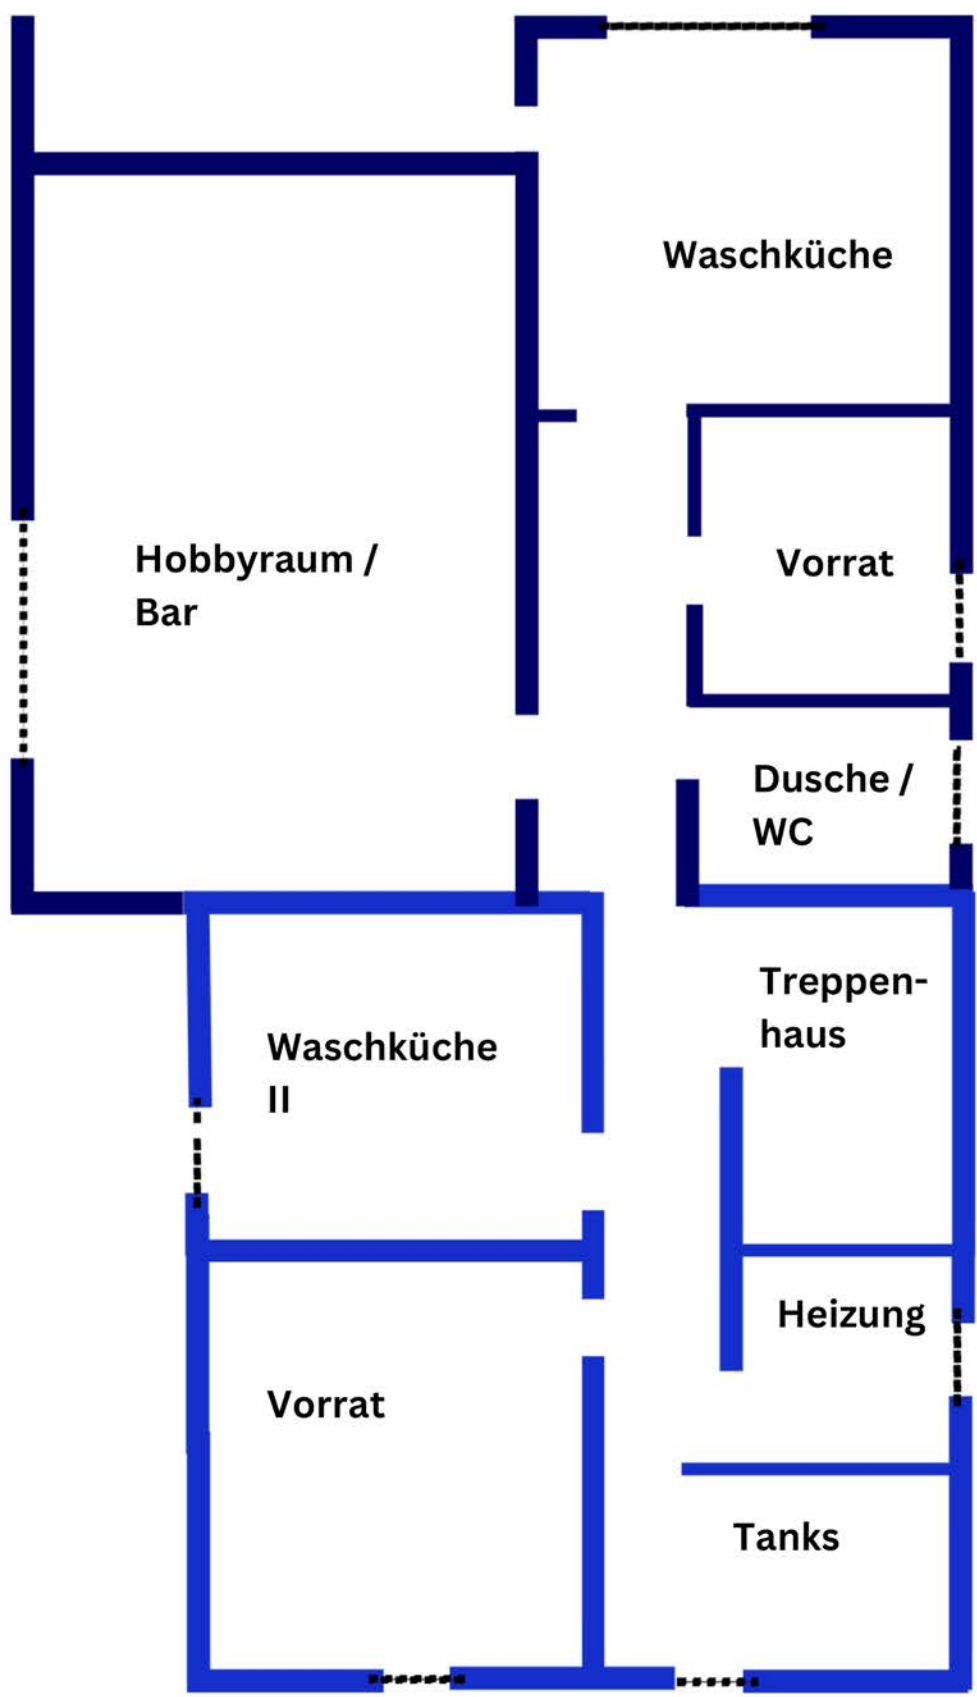 Waschküche
Hobbyraum /
Bar
Vorrat
Dusche /
WC
Treppen-
haus
Waschküche
II
Heizung
Vorrat
Tanks